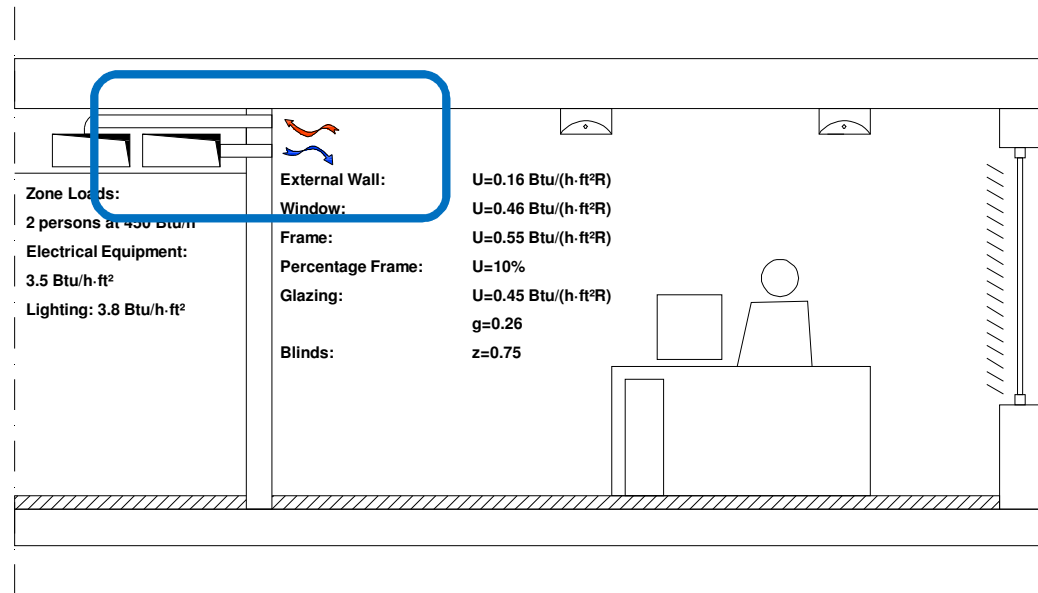 Zone Loads:
2 persons at 450 Btu/h
Electrical Equipment:
3.5 Btu/h·ft²
Lighting: 3.8 Btu/h·ft²
External Wall: U=0.16 Btu/(h·ft²R)
Window: U=0.46 Btu/(h·ft²R)
Frame: U=0.55 Btu/(h·ft²R)
Percentage Frame: U=10%
Glazing: U=0.45 Btu/(h·ft²R)
g=0.26
Blinds: z=0.75